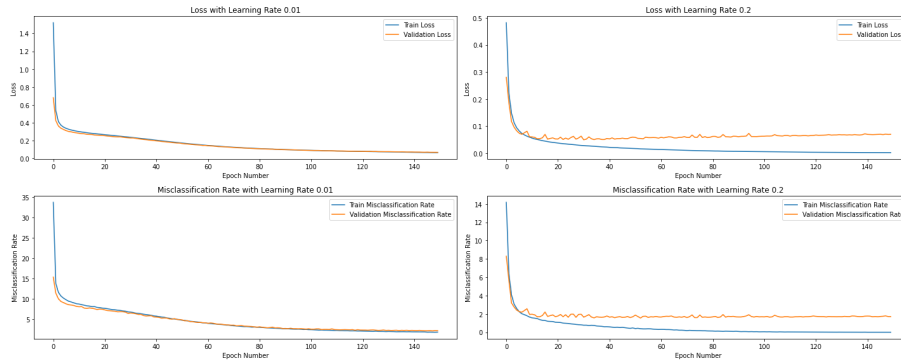 Loss with Learning Rate 0.01
Loss
1.4
1.2
1.0
0.8
0.6
0.4
0.2
0.0
Train Loss
Validation Loss
0 20 40 60 80 100 120 140
Epoch Number
Loss with Learning Rate 0.2
Loss
0.5
0.4
0.3
0.2
0.1
0.0
Train Loss
Validation Loss
0 20 40 60 80 100 120 140
Epoch Number
Misclassification Rate with Learning Rate 0.01
Misclassification Rate
35
30
25
20
15
10
5
Train Misclassification Rate
Validation Misclassification Rate
0 20 40 60 80 100 120 140
Epoch Number
Misclassification Rate with Learning Rate 0.2
Misclassification Rate
14
12
10
8
6
4
2
0
Train Misclassification Rate
Validation Misclassification Rate
0 20 40 60 80 100 120 140
Epoch Number